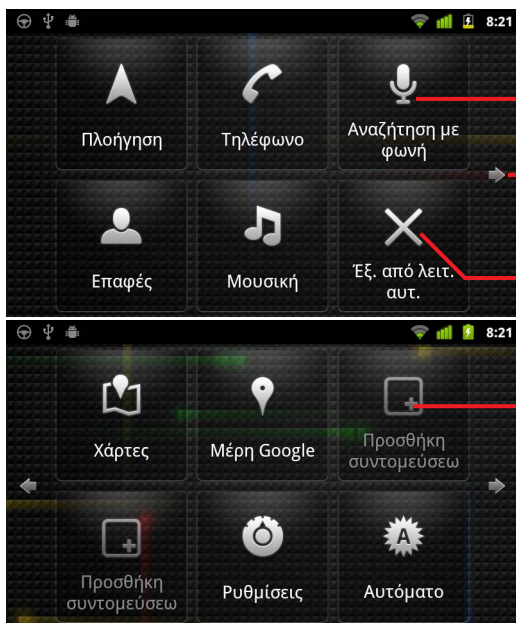 8:21
Πλοήγηση
Τηλέφωνο
Αναζήτηση με
φωνή
Επαφές
Μουσική
Έξ. από λειτ.
αυτ.
8:21
Χάρτες
Μέρη Google
Προσθήκη
συντομεύσεω
Προσθήκη
συντομεύσεω
Ρυθμίσεις
A
Αυτόματο